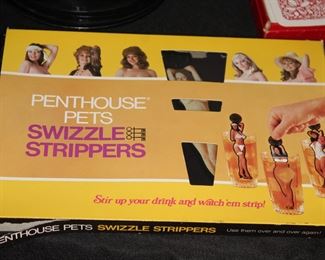 PENTHOUSE®
PETS
SWIZZLE
STRIPPERS
Stir up your drink and watch 'em strip!
PENTHOUSE PETS SWIZZLE STRIPPERS Use them over and over again!